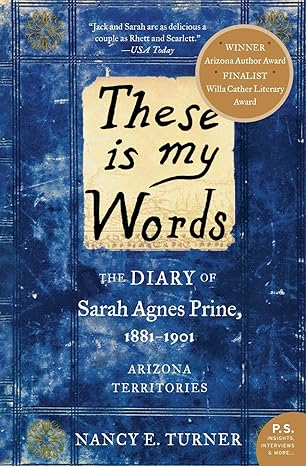 "Jack and Sarah are as delicious a
couple as Rhett and Scarlett."
—USA Today
WINNER
Arizona Author Award
FINALIST
Willa Cather Literary
Award
These
is my
Words
THE DIARY OF
Sarah Agnes Prine,
1881–1901
ARIZONA
TERRITORIES
NANCY E. TURNER
P.S.
INSIGHTS,
INTERVIEWS
& MORE...